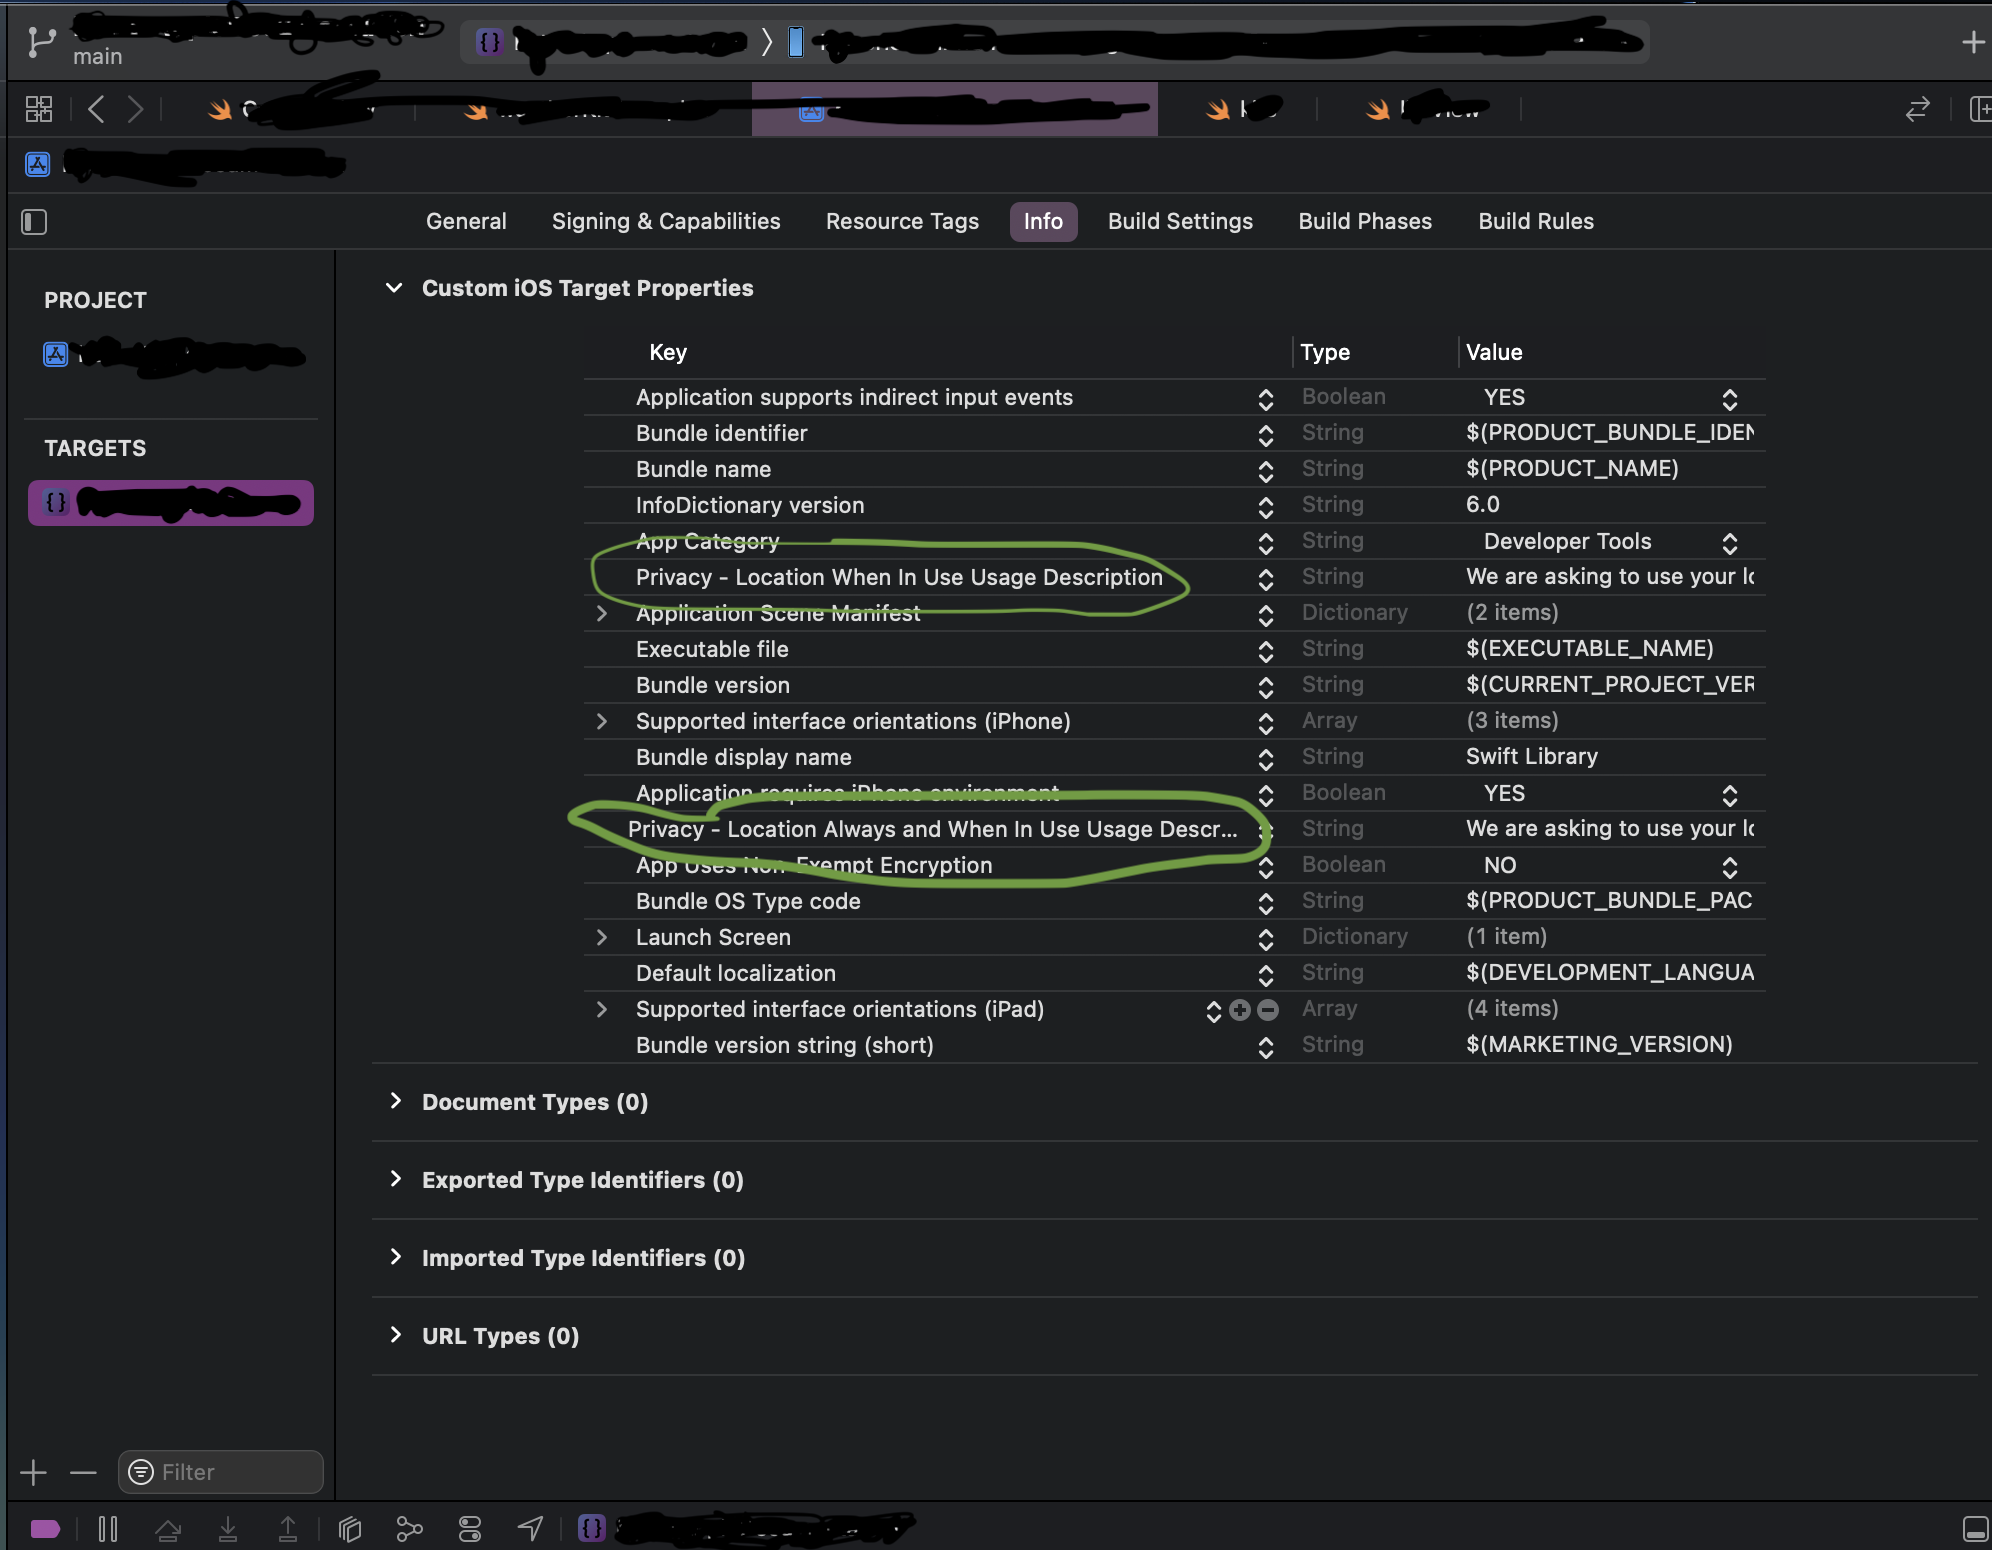 main
General Signing & Capabilities Resource Tags Info Build Settings Build Phases Build Rules
PROJECT
TARGETS
Custom iOS Target Properties
Key Type Value
Application supports indirect input events Boolean YES
Bundle identifier String $(PRODUCT_BUNDLE_IDEN
Bundle name String $(PRODUCT_NAME)
InfoDictionary version String 6.0
App Category String Developer Tools
Privacy - Location When In Use Usage Description String We are asking to use your lo
Application Scene Manifest Dictionary (2 items)
Executable file String $(EXECUTABLE_NAME)
Bundle version String $(CURRENT_PROJECT_VER
Supported interface orientations (iPhone) Array (3 items)
Bundle display name String Swift Library
Application requires iPhone environment Boolean YES
Privacy - Location Always and When In Use Usage Descr... String We are asking to use your lo
App Uses Non-Exempt Encryption Boolean NO
Bundle OS Type code String $(PRODUCT_BUNDLE_PAC
Launch Screen Dictionary (1 item)
Default localization String $(DEVELOPMENT_LANGUA
Supported interface orientations (iPad) Array (4 items)
Bundle version string (short) String $(MARKETING_VERSION)
Document Types (0)
Exported Type Identifiers (0)
Imported Type Identifiers (0)
URL Types (0)
Filter